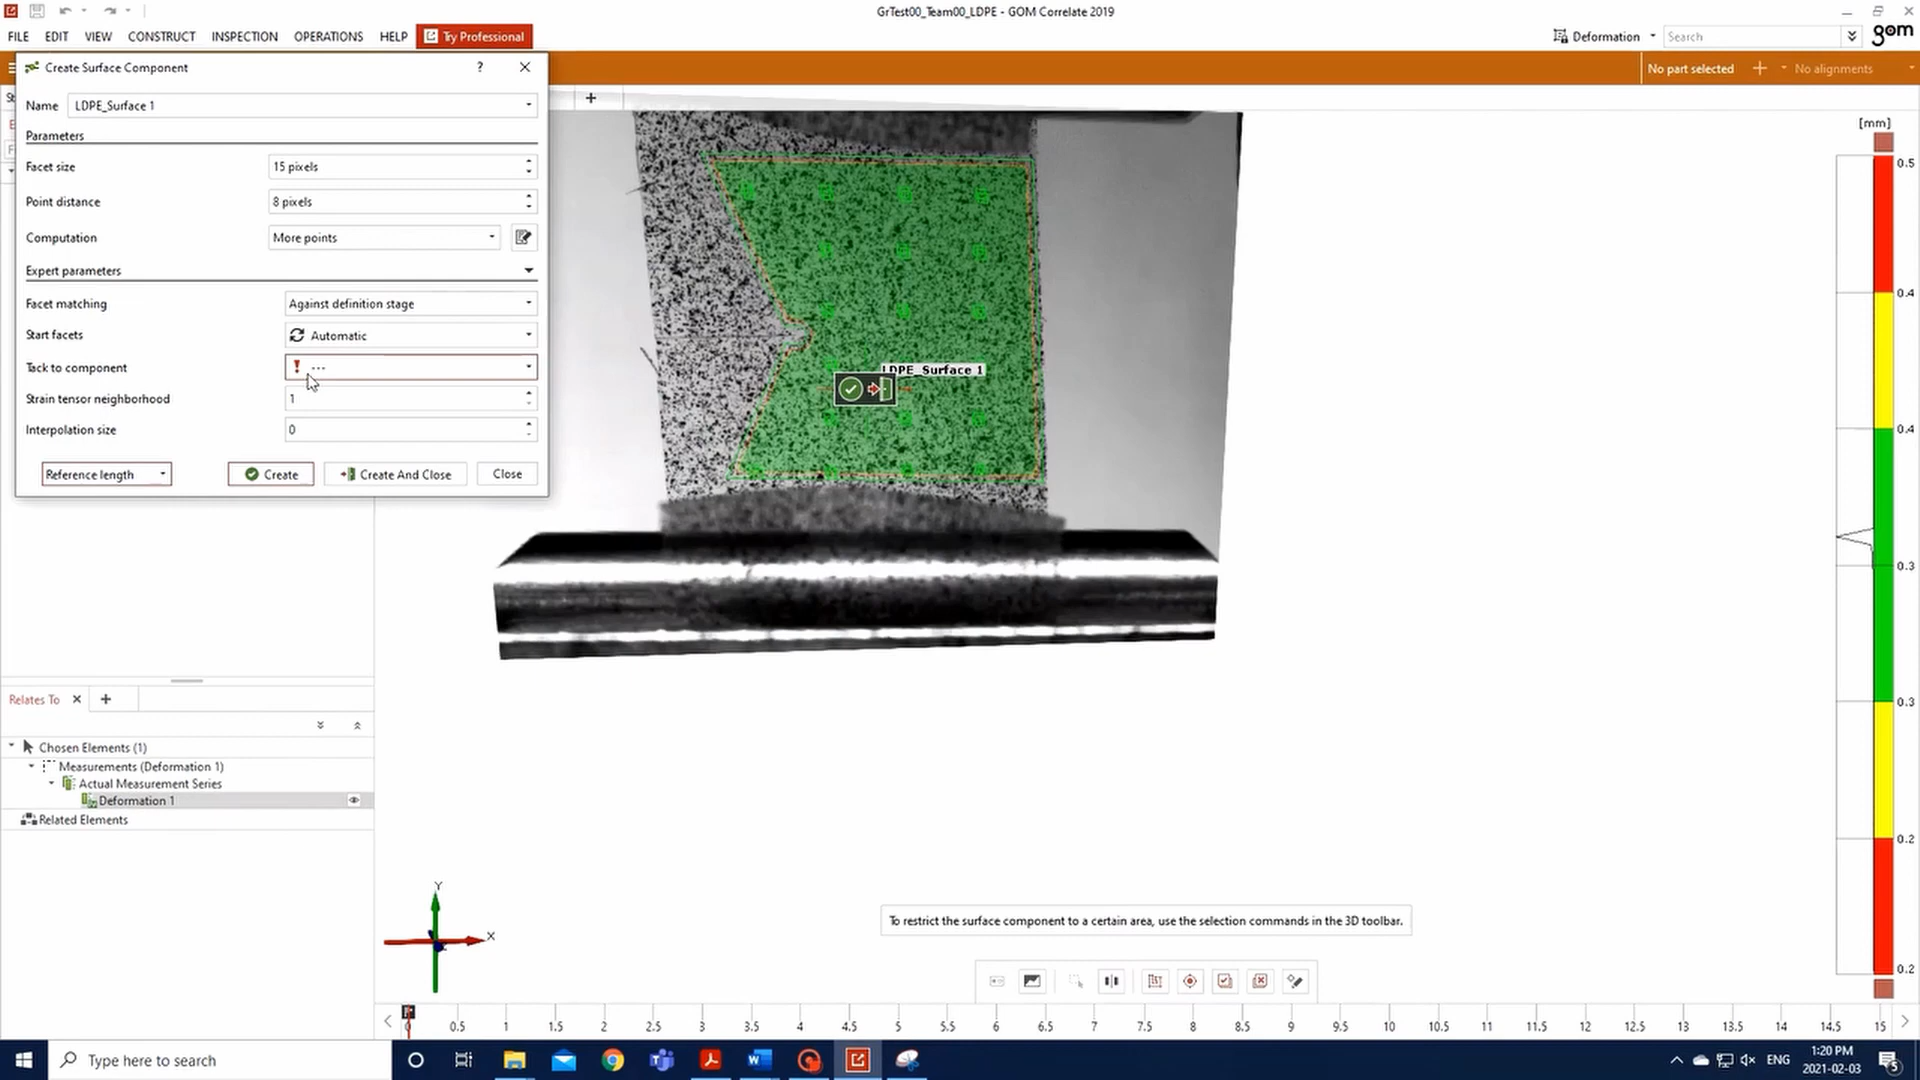 GrTest00_Team00_LDPE - GOM Correlate 2019
FILE EDIT VIEW CONSTRUCT INSPECTION OPERATIONS HELP Try Professional
Deformation Search gom
No part selected + No alignments
Create Surface Component ? ×
+
Name LDPE_Surface 1
Parameters
Facet size 15 pixels
Point distance 8 pixels
Computation More points
Expert parameters
Facet matching Against definition stage
Start facets Automatic
Tack to component ! ---
Strain tensor neighborhood 1
Interpolation size 0
Reference length Create Create And Close Close
LDPE_Surface 1
[mm]
0.5
0.4
0.4
0.3
0.3
0.2
0.2
Relates To × +
Chosen Elements (1)
Measurements (Deformation 1)
Actual Measurement Series
Deformation 1
Related Elements
Y
X
To restrict the surface component to a certain area, use the selection commands in the 3D toolbar.
0 0.5 1 1.5 2 2.5 3 3.5 4 4.5 5 5.5 6 6.5 7 7.5 8 8.5 9 9.5 10 10.5 11 11.5 12 12.5 13 13.5 14 14.5 15
Type here to search
ENG
1:20 PM
2021-02-03
5